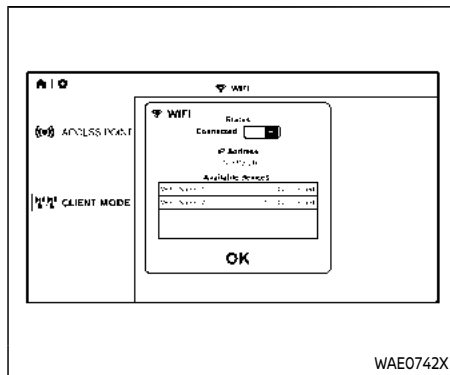 WIFI
ACCESS POINT
WIFI
Status
Connected
IP Address
Available devices
CLIENT MODE
OK
WAE0742X